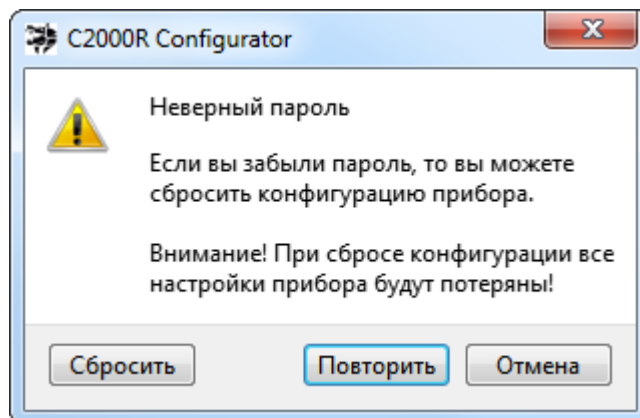 C2000R Configurator
Неверный пароль
Если вы забыли пароль, то вы можете
сбросить конфигурацию прибора.
Внимание! При сбросе конфигурации все
настройки прибора будут потеряны!
Сбросить Повторить Отмена